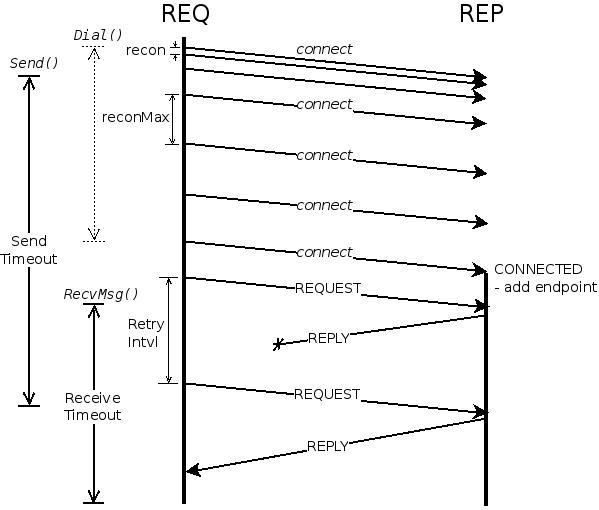 REQ
REP
Dial()
recon
connect
Send()
connect
reconMax
connect
connect
Send
Timeout
connect
CONNECTED
- add endpoint
REQUEST
RecvMsg()
Retry
Intvl
REPLY
REQUEST
Receive
Timeout
REPLY